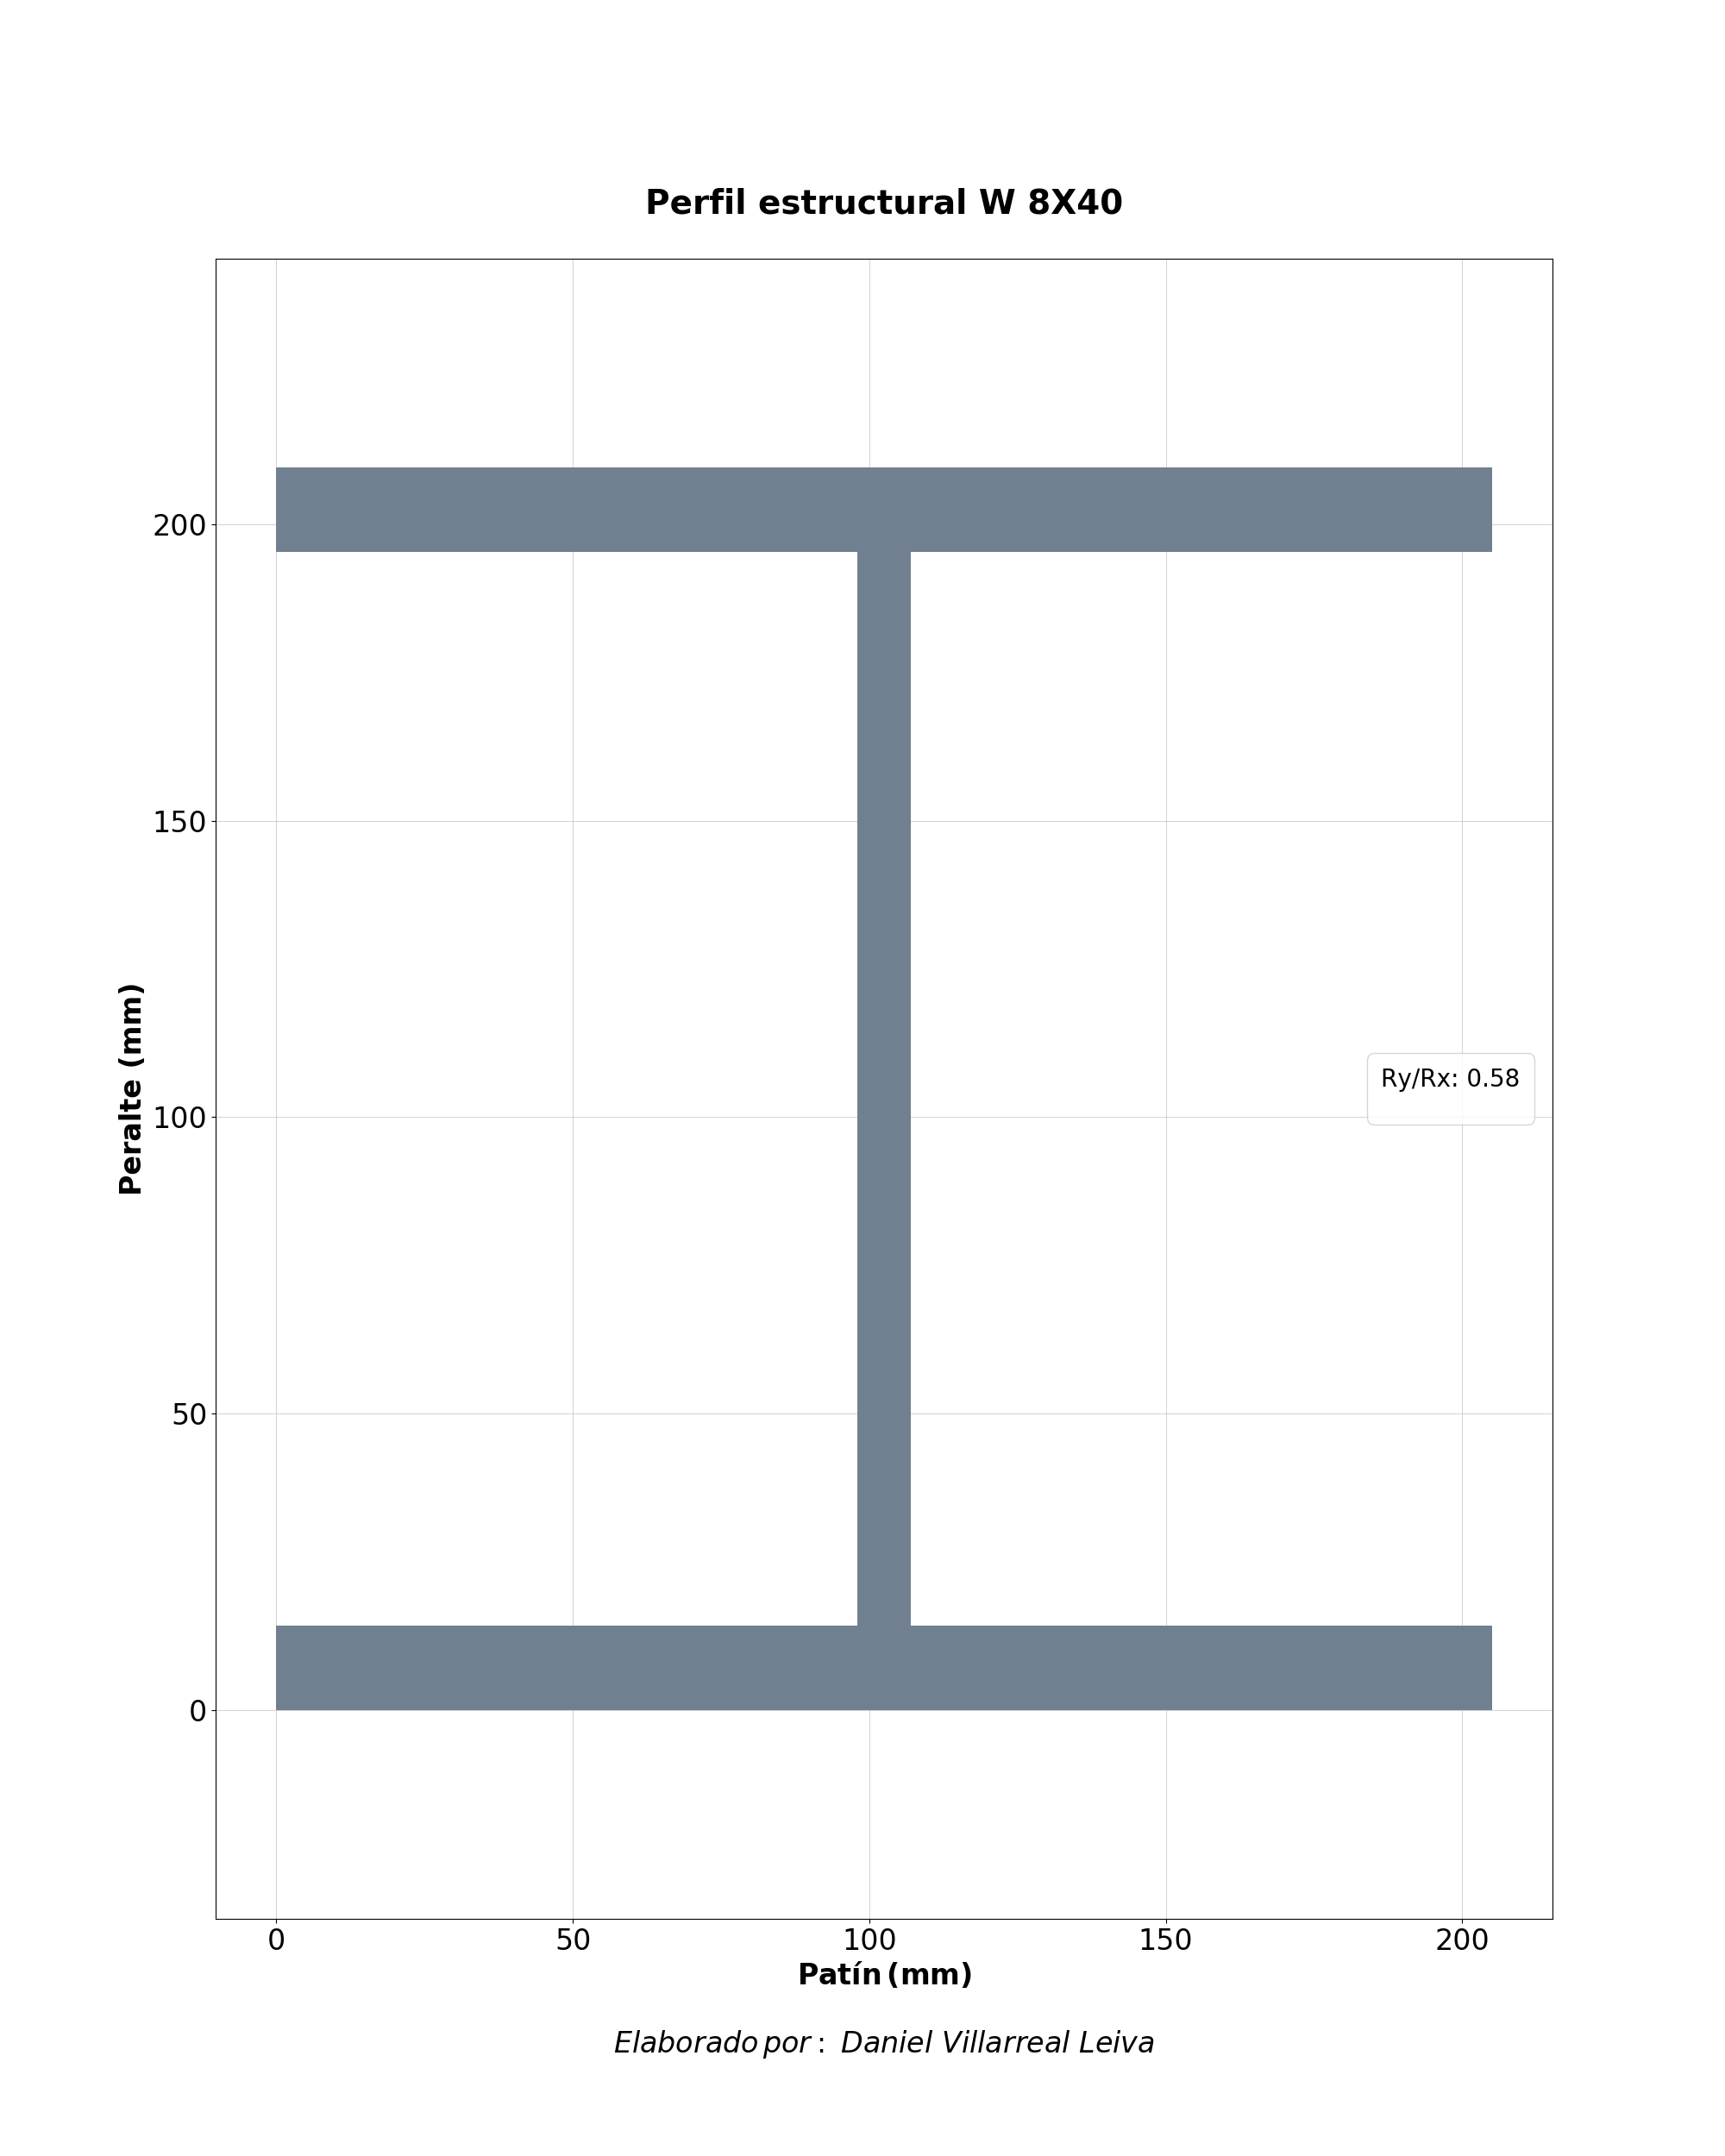 Perfil estructural W 8X40
200
150
100
50
0
Peralte (mm)
Ry/Rx: 0.58
0 50 100 150 200
Patín (mm)
Elaborado por: Daniel Villarreal Leiva